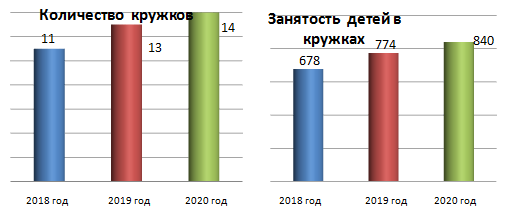 Количество кружков
11
13
14
2018 год
2019 год
2020 год
Занятость детей в
кружках
678
774
840
2018 год
2019 год
2020 год